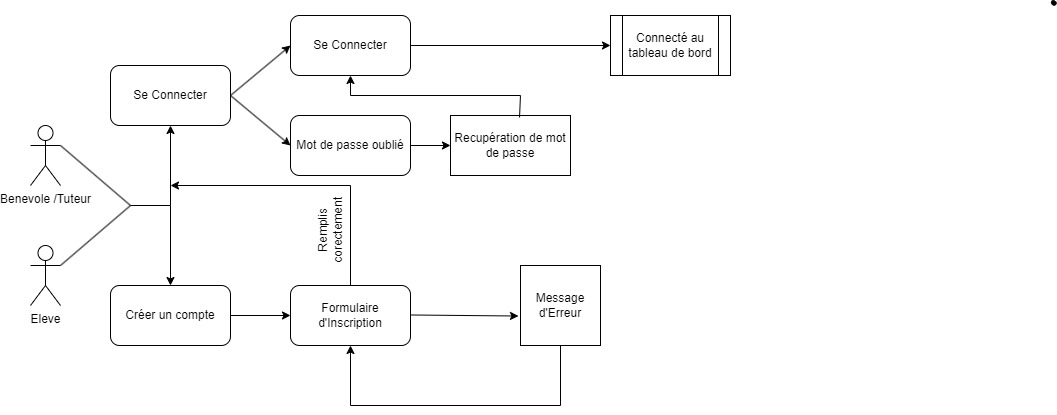 Se Connecter
Connecté au
tableau de bord
Se Connecter
Mot de passe oublié
Recupération de mot
de passe
Benevole /Tuteur
Remplis
corectement
Eleve
Créer un compte
Formulaire
d'Inscription
Message
d'Erreur